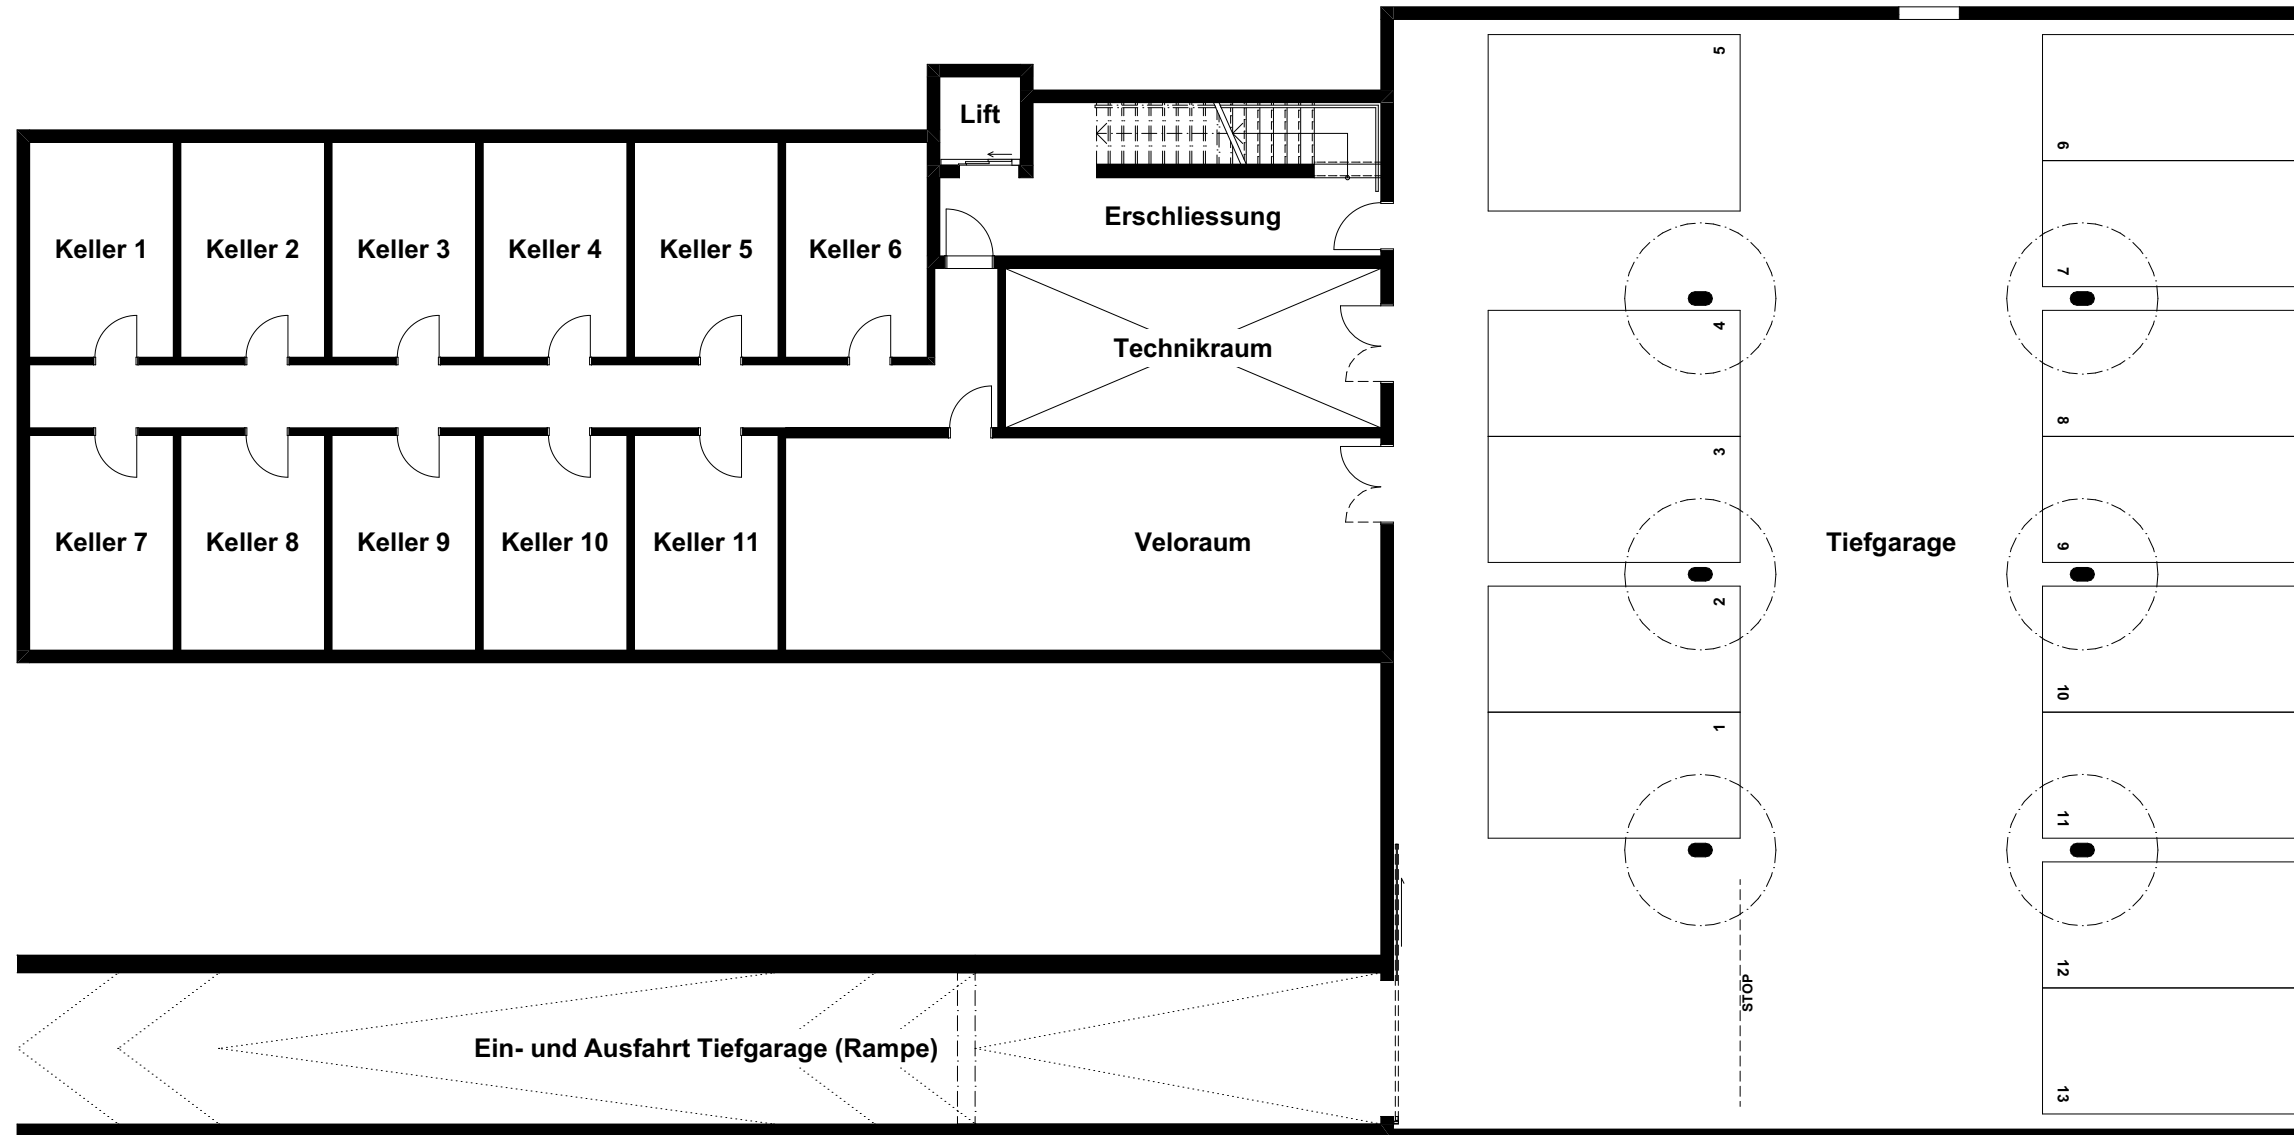 5
Lift
6
Erschliessung
Keller 1
Keller 2
Keller 3
Keller 4
Keller 5
Keller 6
7
4
Technikraum
8
3
Keller 7
Keller 8
Keller 9
Keller 10
Keller 11
Veloraum
Tiefgarage
9
2
10
1
11
12
STOP
Ein- und Ausfahrt Tiefgarage (Rampe)
13